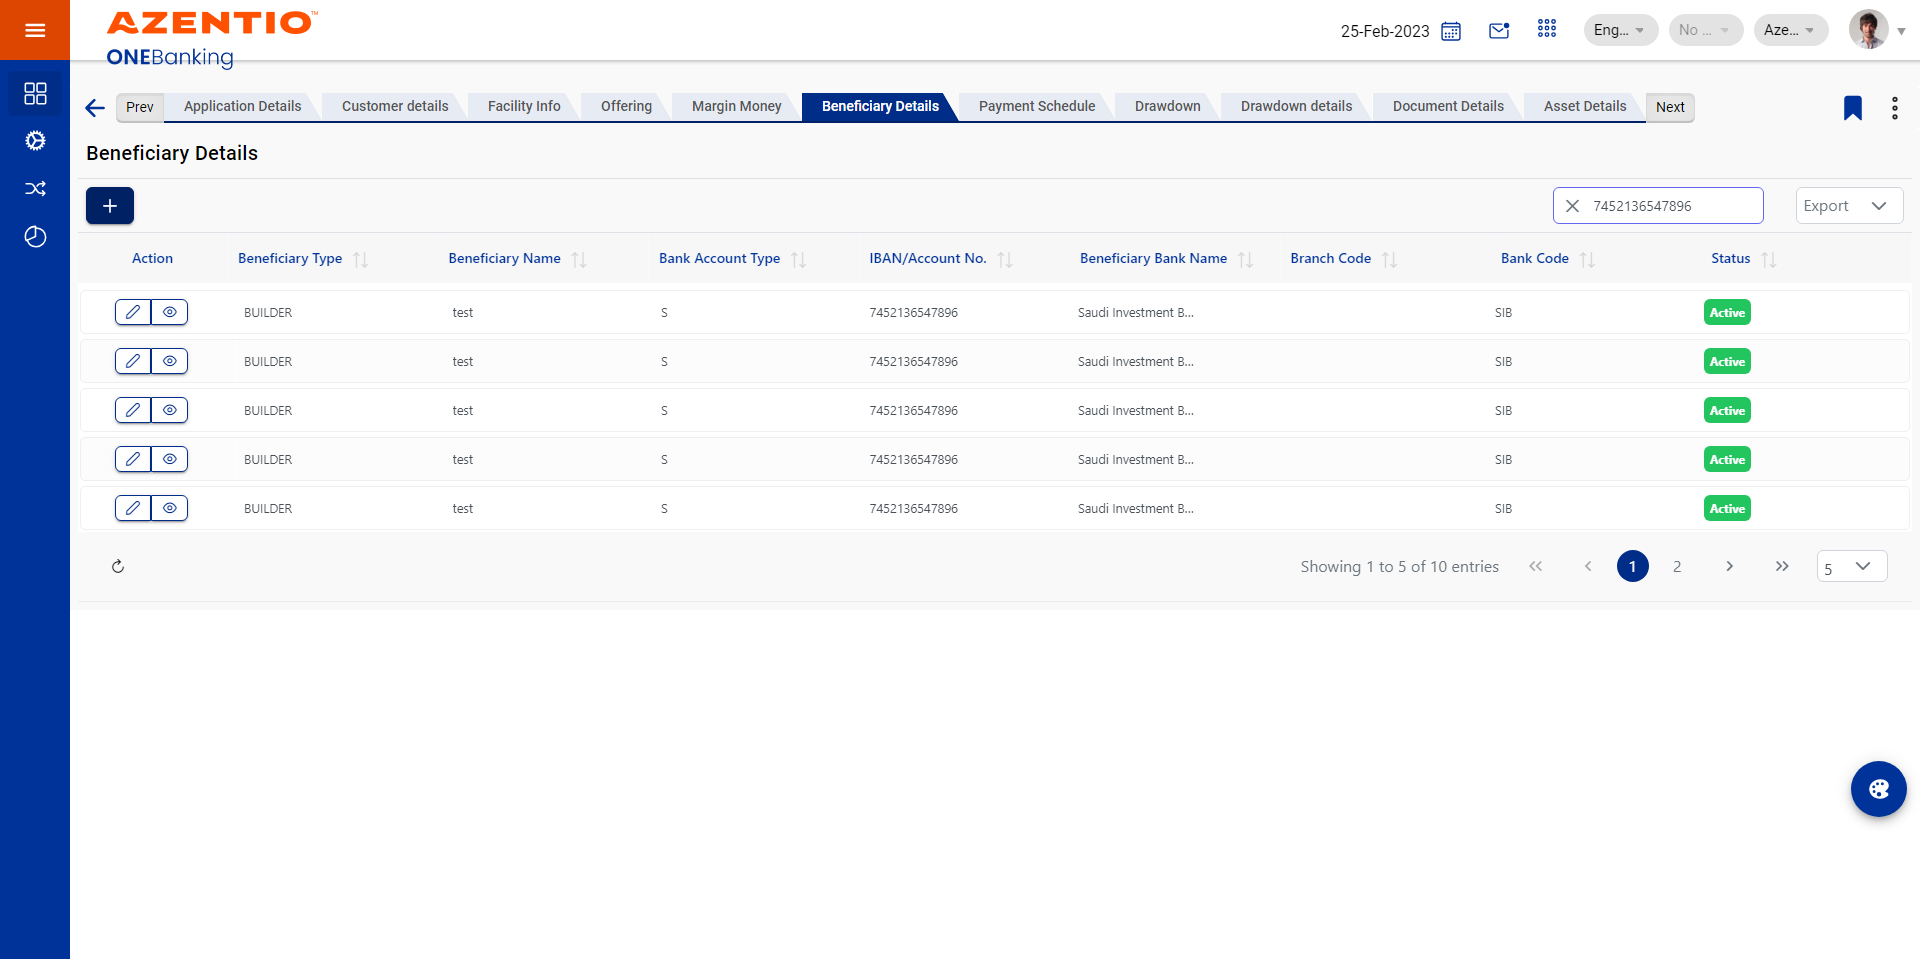 AZENTIO™
ONEBanking
25-Feb-2023
Eng...
No ...
Aze...
Prev
Application Details
Customer details
Facility Info
Offering
Margin Money
Beneficiary Details
Payment Schedule
Drawdown
Drawdown details
Document Details
Asset Details
Next
Beneficiary Details
+
7452136547896
Export
Action Beneficiary Type Beneficiary Name Bank Account Type IBAN/Account No. Beneficiary Bank Name Branch Code Bank Code Status
BUILDER test S 7452136547896 Saudi Investment B... SIB Active
BUILDER test S 7452136547896 Saudi Investment B... SIB Active
BUILDER test S 7452136547896 Saudi Investment B... SIB Active
BUILDER test S 7452136547896 Saudi Investment B... SIB Active
BUILDER test S 7452136547896 Saudi Investment B... SIB Active
Showing 1 to 5 of 10 entries << < 1 2 > >> 5